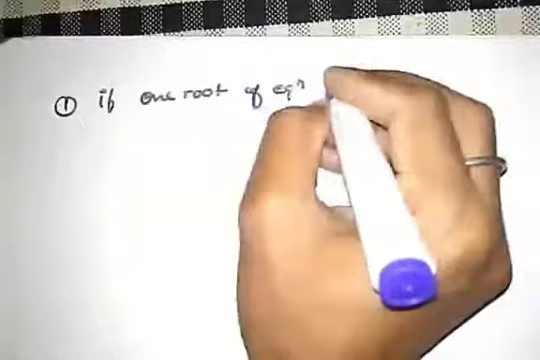 ① if one root of eqⁿ